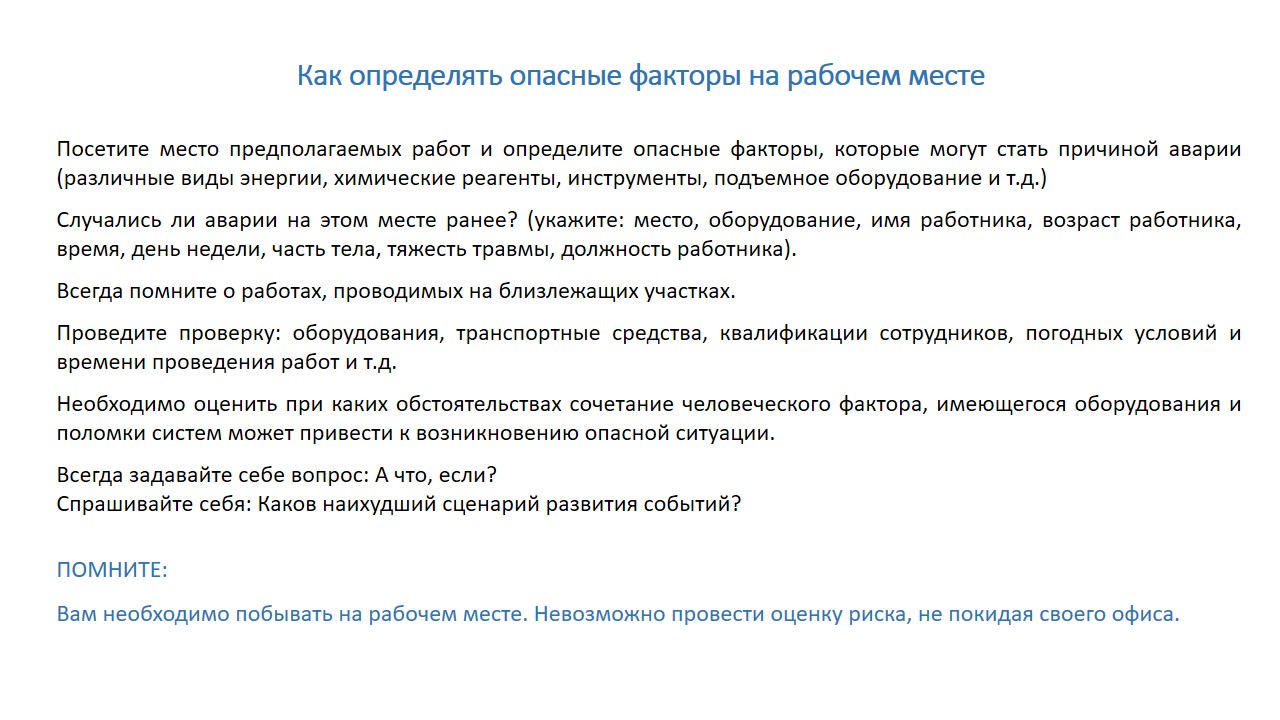 Как определять опасные факторы на рабочем месте
Посетите место предполагаемых работ и определите опасные факторы, которые могут стать причиной аварии
(различные виды энергии, химические реагенты, инструменты, подъемное оборудование и т.д.)
Случались ли аварии на этом месте ранее? (укажите: место, оборудование, имя работника, возраст работника,
время, день недели, часть тела, тяжесть травмы, должность работника).
Всегда помните о работах, проводимых на близлежащих участках.
Проведите проверку: оборудования, транспортные средства, квалификации сотрудников, погодных условий и
времени проведения работ и т.д.
Необходимо оценить при каких обстоятельствах сочетание человеческого фактора, имеющегося оборудования и
поломки систем может привести к возникновению опасной ситуации.
Всегда задавайте себе вопрос: А что, если?
Спрашивайте себя: Каков наихудший сценарий развития событий?
ПОМНИТЕ:
Вам необходимо побывать на рабочем месте. Невозможно провести оценку риска, не покидая своего офиса.